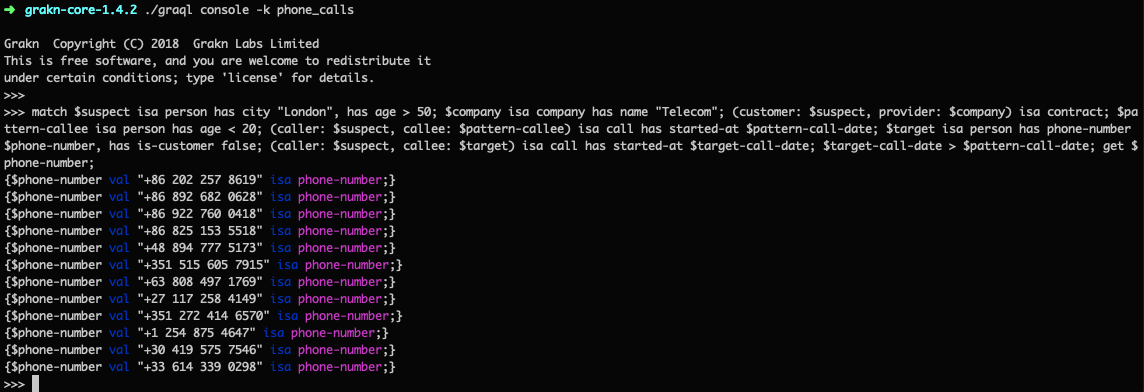 ➜ grakn-core-1.4.2 ./graql console -k phone_calls
Grakn  Copyright (C) 2018  Grakn Labs Limited
This is free software, and you are welcome to redistribute it
under certain conditions; type 'license' for details.
>>>
>>> match $suspect isa person has city "London", has age > 50; $company isa company has name "Telecom"; (customer: $suspect, provider: $company) isa contract; $pa
ttern-callee isa person has age < 20; (caller: $suspect, callee: $pattern-callee) isa call has started-at $pattern-call-date; $target isa person has phone-number
$phone-number, has is-customer false; (caller: $suspect, callee: $target) isa call has started-at $target-call-date; $target-call-date > $pattern-call-date; get $
phone-number;
{$phone-number val "+86 202 257 8619" isa phone-number;}
{$phone-number val "+86 892 682 0628" isa phone-number;}
{$phone-number val "+86 922 760 0418" isa phone-number;}
{$phone-number val "+86 825 153 5518" isa phone-number;}
{$phone-number val "+48 894 777 5173" isa phone-number;}
{$phone-number val "+351 515 605 7915" isa phone-number;}
{$phone-number val "+63 808 497 1769" isa phone-number;}
{$phone-number val "+27 117 258 4149" isa phone-number;}
{$phone-number val "+351 272 414 6570" isa phone-number;}
{$phone-number val "+1 254 875 4647" isa phone-number;}
{$phone-number val "+30 419 575 7546" isa phone-number;}
{$phone-number val "+33 614 339 0298" isa phone-number;}
>>>